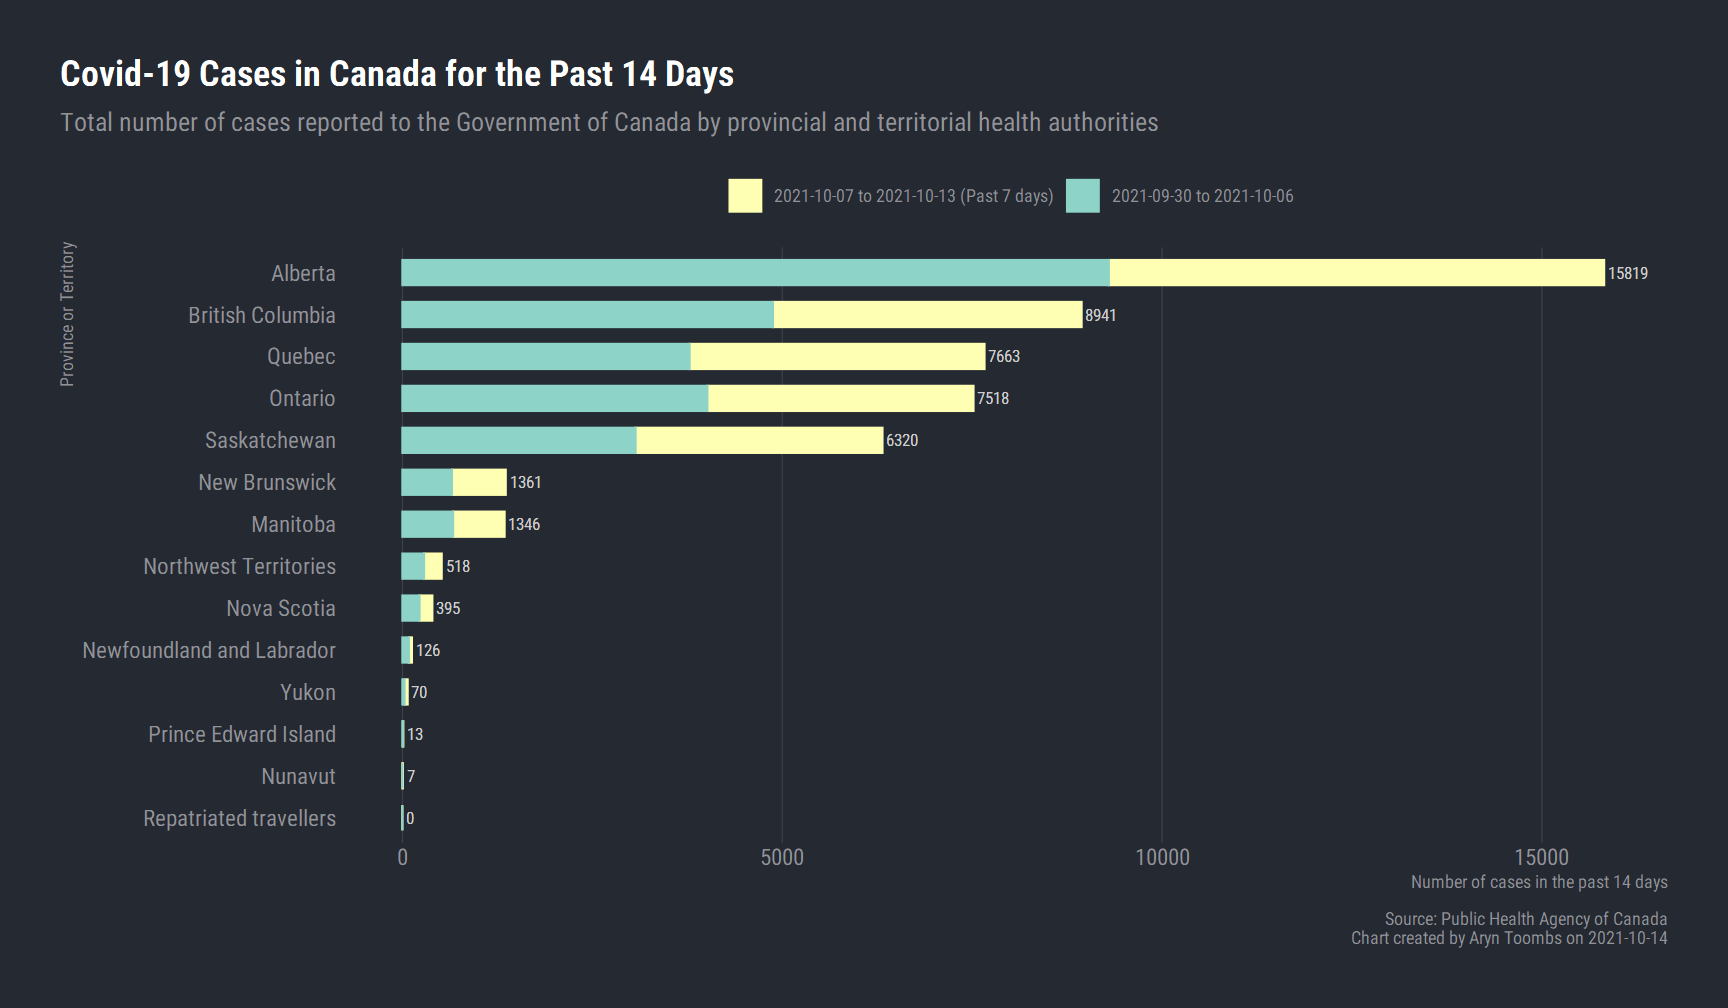 Covid-19 Cases in Canada for the Past 14 Days
Total number of cases reported to the Government of Canada by provincial and territorial health authorities
2021-10-07 to 2021-10-13 (Past 7 days) 2021-09-30 to 2021-10-06
Province or Territory
Alberta 15819
British Columbia 8941
Quebec 7663
Ontario 7518
Saskatchewan 6320
New Brunswick 1361
Manitoba 1346
Northwest Territories 518
Nova Scotia 395
Newfoundland and Labrador 126
Yukon 70
Prince Edward Island 13
Nunavut 7
Repatriated travellers 0
0 5000 10000 15000
Number of cases in the past 14 days
Source: Public Health Agency of Canada
Chart created by Aryn Toombs on 2021-10-14